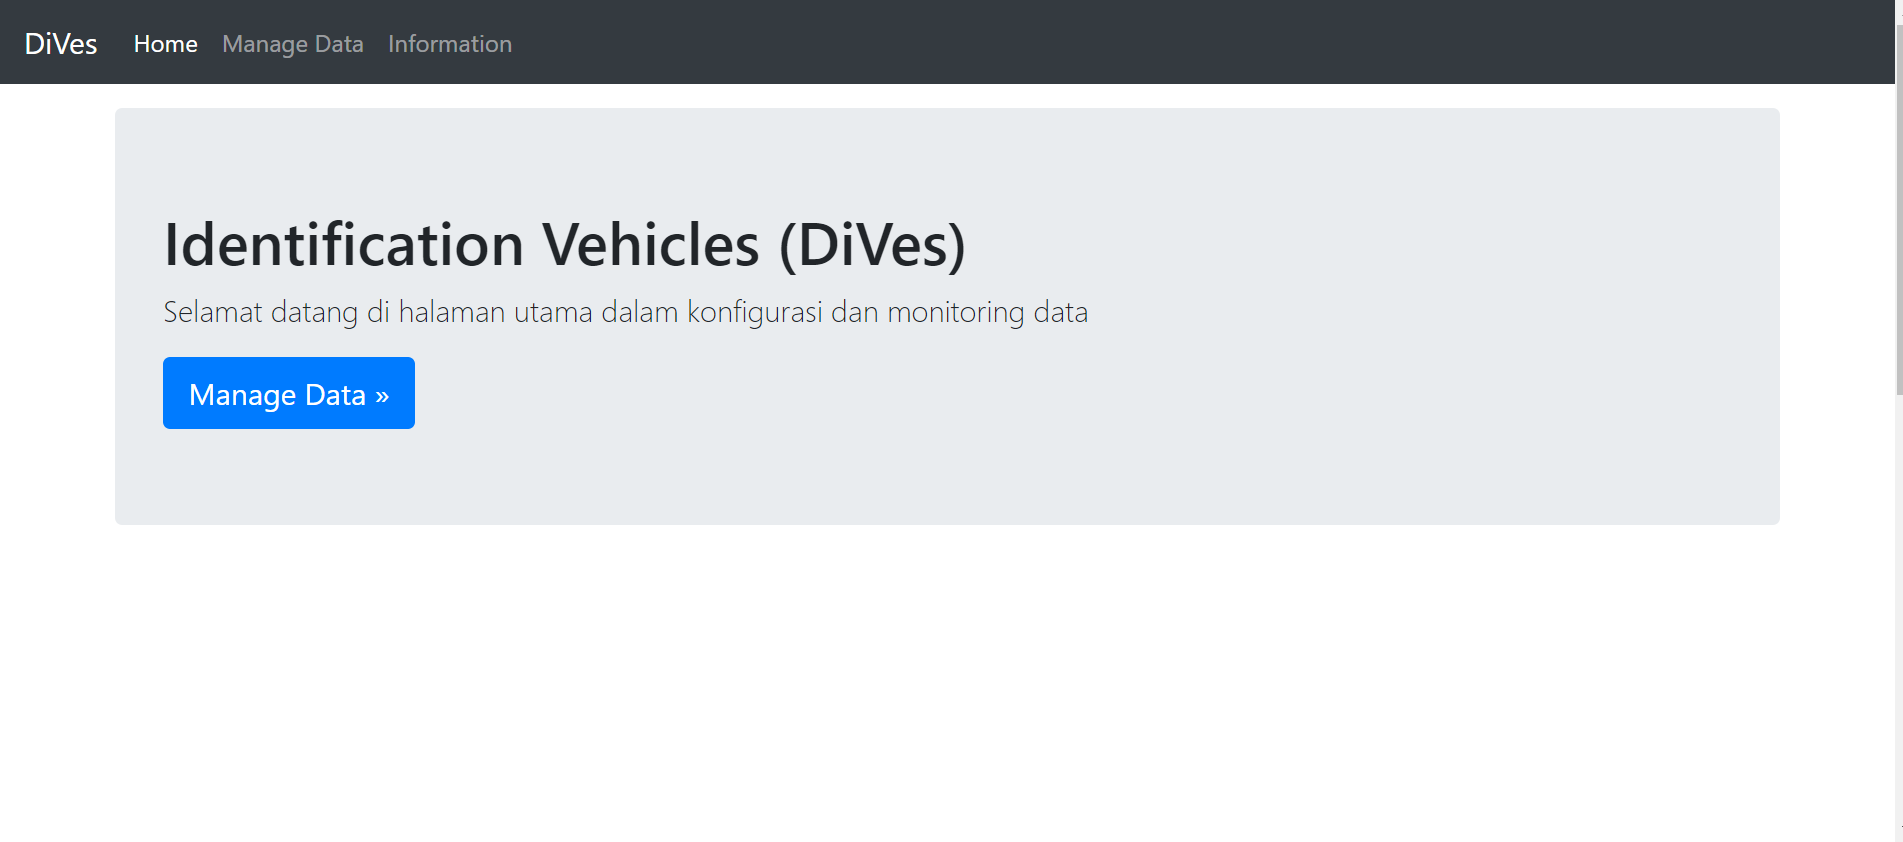 DiVes Home Manage Data Information
Identification Vehicles (DiVes)
Selamat datang di halaman utama dalam konfigurasi dan monitoring data
Manage Data »